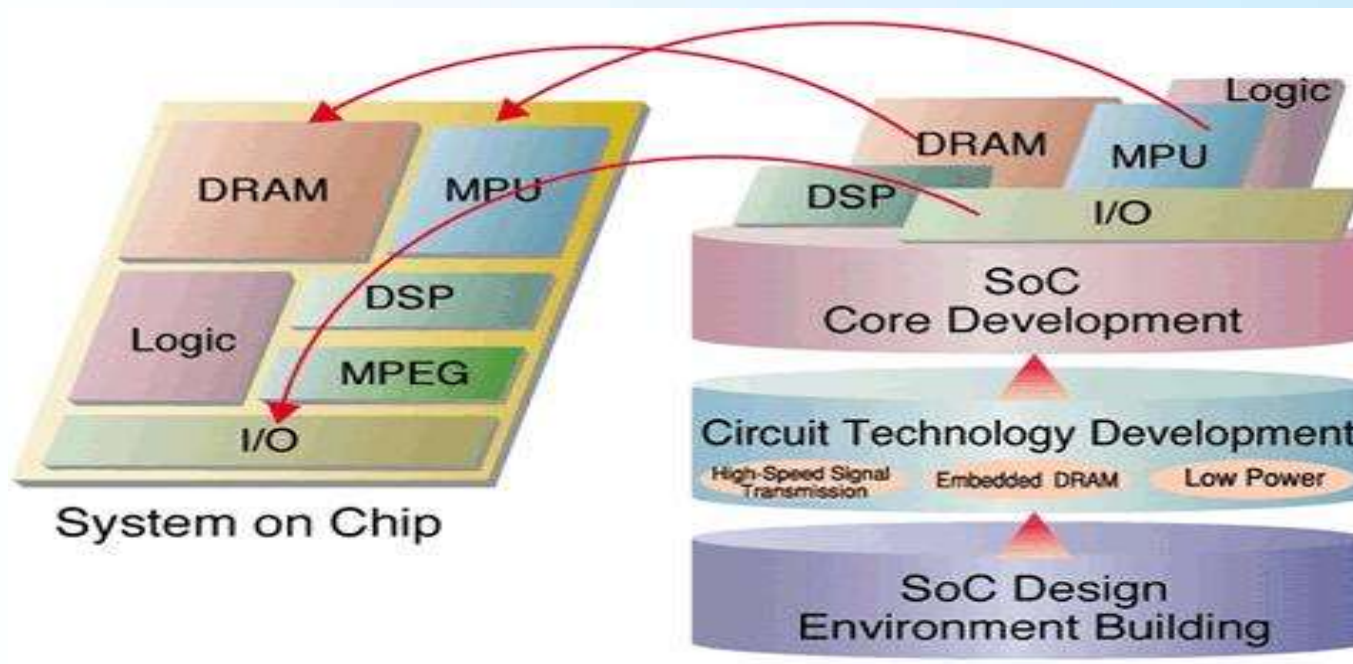 DRAM
MPU
Logic
DSP
MPEG
I/O
System on Chip
Logic
DRAM
MPU
DSP
I/O
SoC
Core Development
Circuit Technology Development
High-Speed Signal
Transmission
Embedded DRAM
Low Power
SoC Design
Environment Building